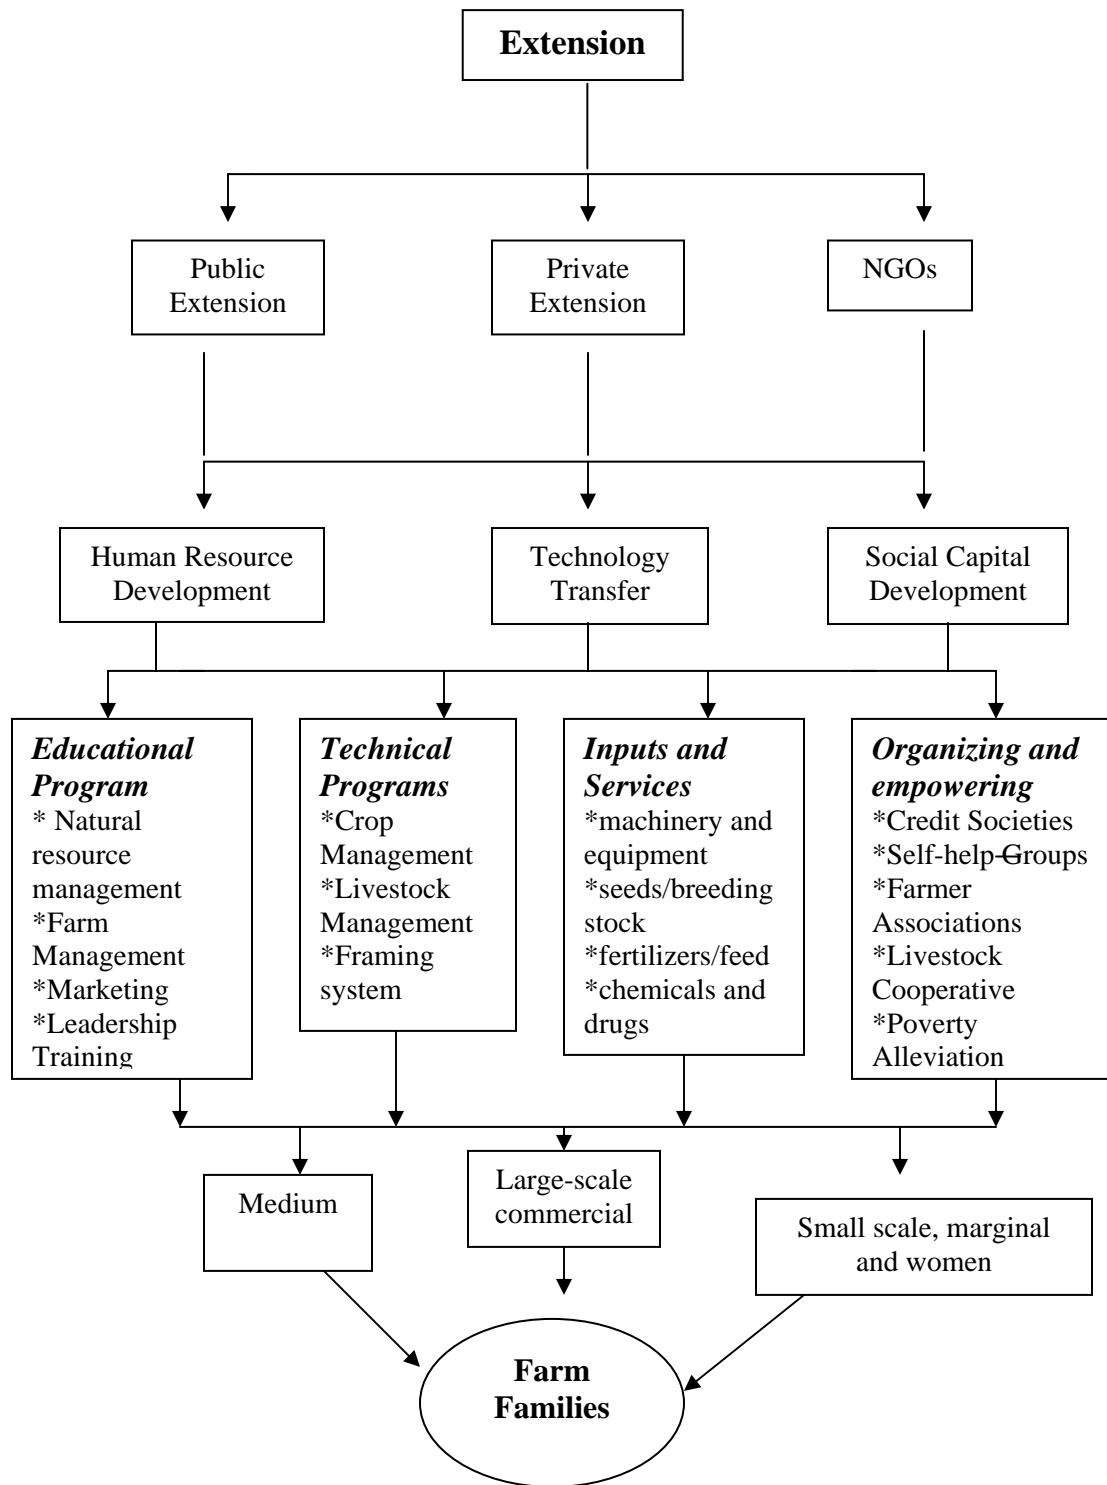 Extension
Public
Extension
Private
Extension
NGOs
Human Resource
Development
Technology
Transfer
Social Capital
Development
Educational
Program
* Natural
resource
management
*Farm
Management
*Marketing
*Leadership
Training
Technical
Programs
*Crop
Management
*Livestock
Management
*Framing
system
Inputs and
Services
*machinery and
equipment
*seeds/breeding
stock
*fertilizers/feed
*chemicals and
drugs
Organizing and
empowering
*Credit Societies
*Self-help-Groups
*Farmer
Associations
*Livestock
Cooperative
*Poverty
Alleviation
Medium
Large-scale
commercial
Small scale, marginal
and women
Farm
Families